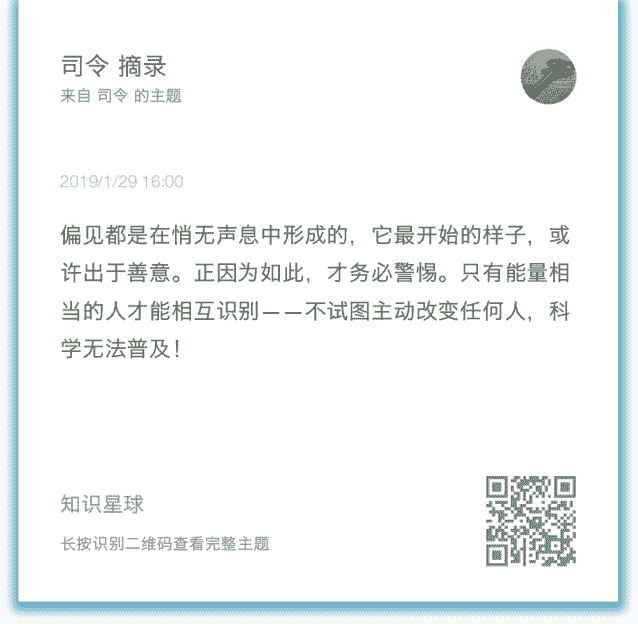 司令 摘录
来自 司令 的主题
2019/1/29 16:00
偏见都是在悄无声息中形成的，它最开始的样子，或
许出于善意。正因为如此，才务必警惕。只有能量相
当的人才能相互识别——不试图主动改变任何人，科
学无法普及！
知识星球
长按识别二维码查看完整主题